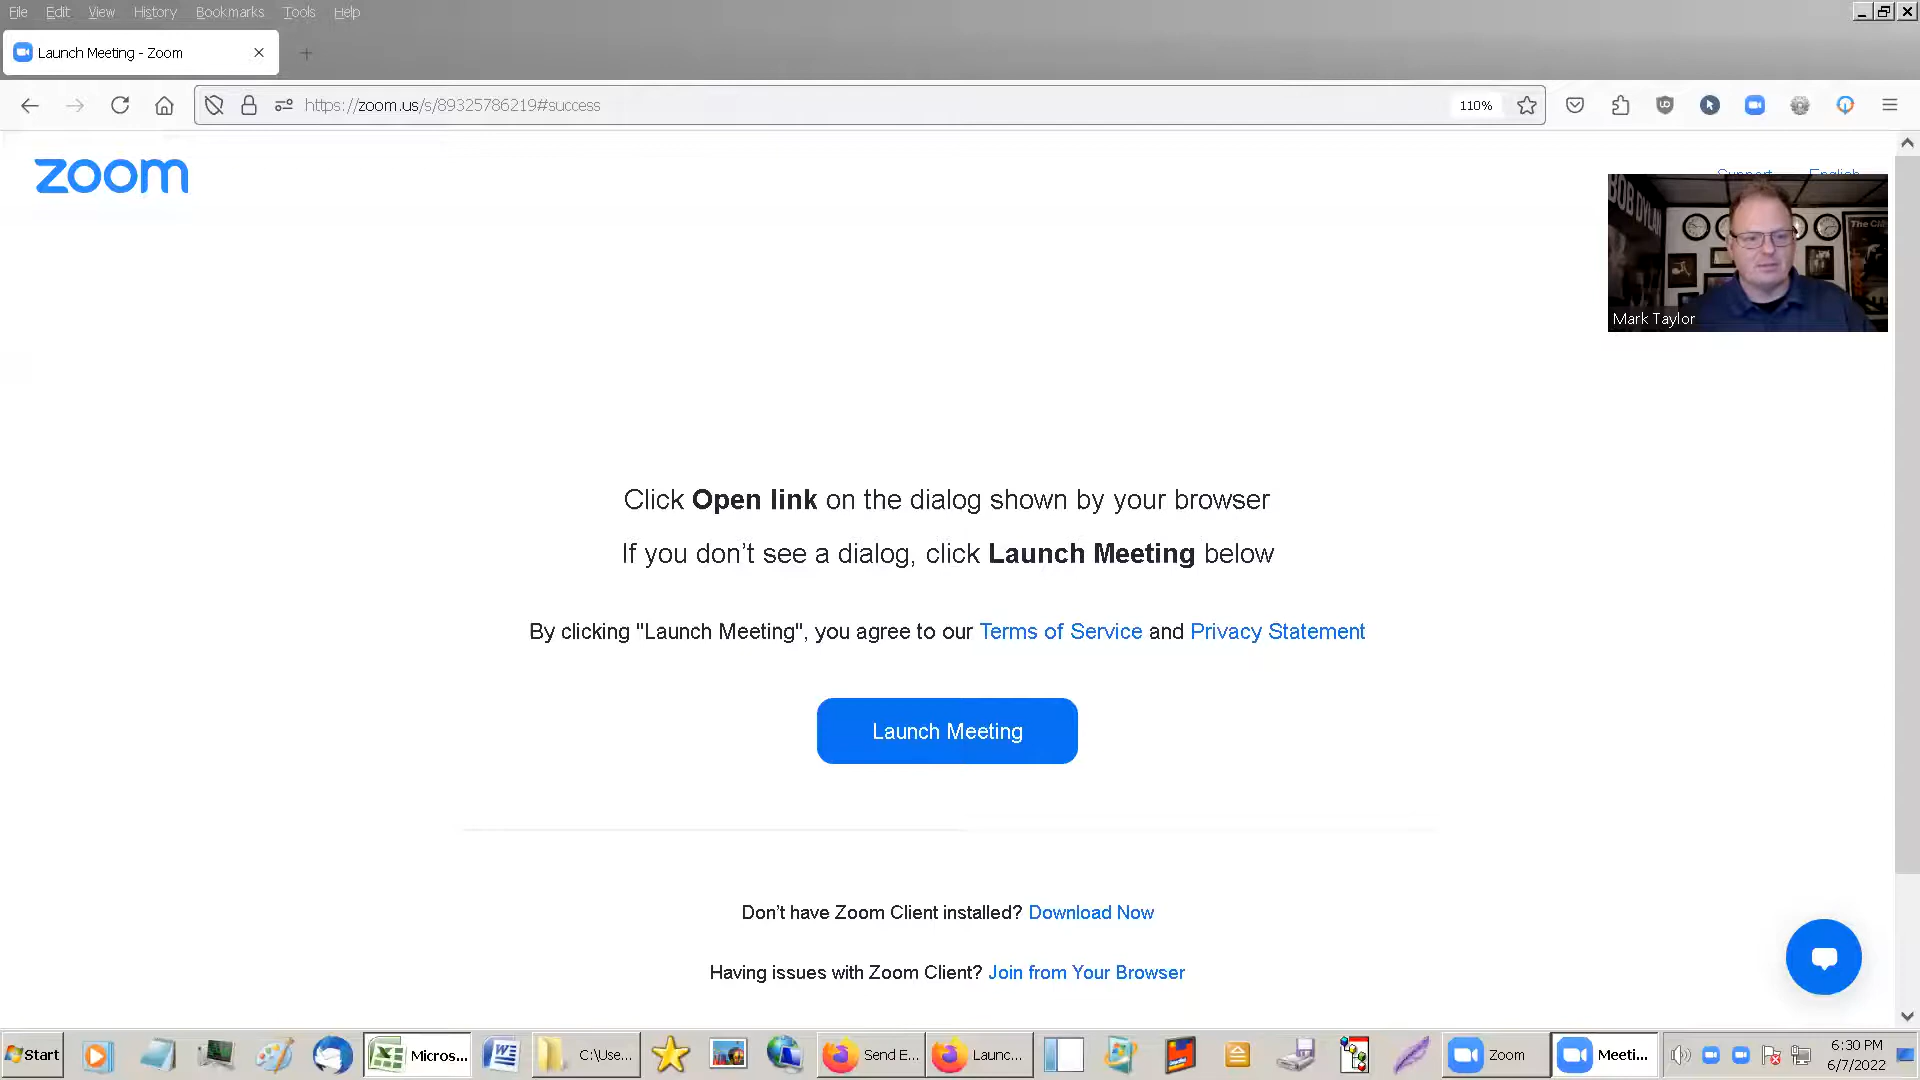 File Edit View History Bookmarks Tools Help
Launch Meeting - Zoom
https://zoom.us/s/89325786219#success
110%
zoom
Support English
BOB DYLAN
Mark Taylor
Click Open link on the dialog shown by your browser
If you don’t see a dialog, click Launch Meeting below
By clicking "Launch Meeting", you agree to our Terms of Service and Privacy Statement
Launch Meeting
Don’t have Zoom Client installed? Download Now
Having issues with Zoom Client? Join from Your Browser
Start
Micros...
C:\Use...
Send E...
Launc...
Zoom
Meeti...
6:30 PM
6/7/2022